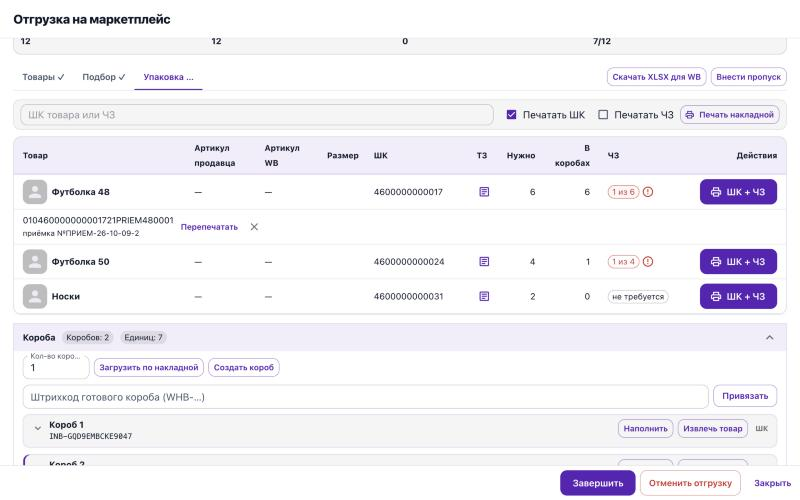 Отгрузка на маркетплейс
12 12 0 7/12
Товары ✓ Подбор ✓ Упаковка ... Скачать XLSX для WB Внести пропуск
ШК товара или ЧЗ Печатать ШК Печатать ЧЗ Печать накладной
Товар Артикул продавца Артикул WB Размер ШК ТЗ Нужно В коробах ЧЗ Действия
Футболка 48 — — 4600000000017 6 6 1 из 6 ШК + ЧЗ
010460000000001721PRIEM480001
приёмка №ПРИЕМ-26-10-09-2 Перепечатать
Футболка 50 — — 4600000000024 4 1 1 из 4 ШК + ЧЗ
Носки — — 4600000000031 2 0 не требуется ШК + ЧЗ
Короба Коробов: 2 Единиц: 7
Кол-во коро...
1 Загрузить по накладной Создать короб
Штрихкод готового короба (WHB-...) Привязать
Короб 1
INB-GQD9EMBCKE9047 Наполнить Извлечь товар ШК
Короб 2
Завершить Отменить отгрузку Закрыть